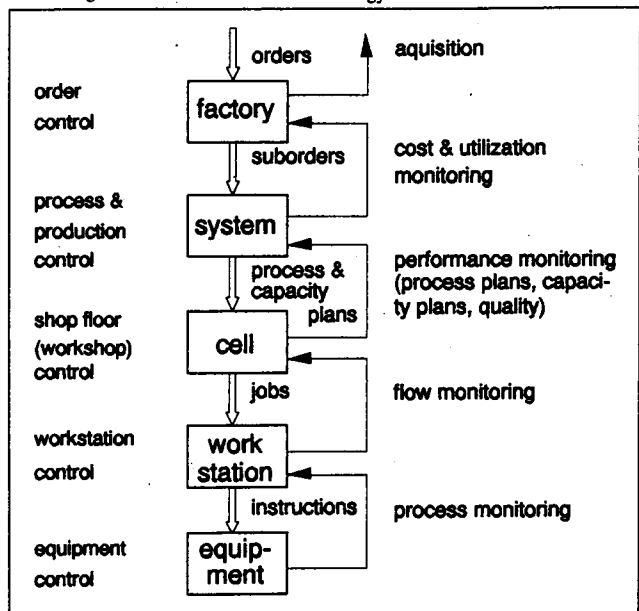 orders
aquisition
order
control
factory
suborders
cost & utilization
monitoring
process &
production
control
system
process &
capacity
plans
performance monitoring
(process plans, capaci-
ty plans, quality)
shop floor
(workshop)
control
cell
jobs
flow monitoring
workstation
control
work
station
instructions
process monitoring
equipment
control
equip-
ment